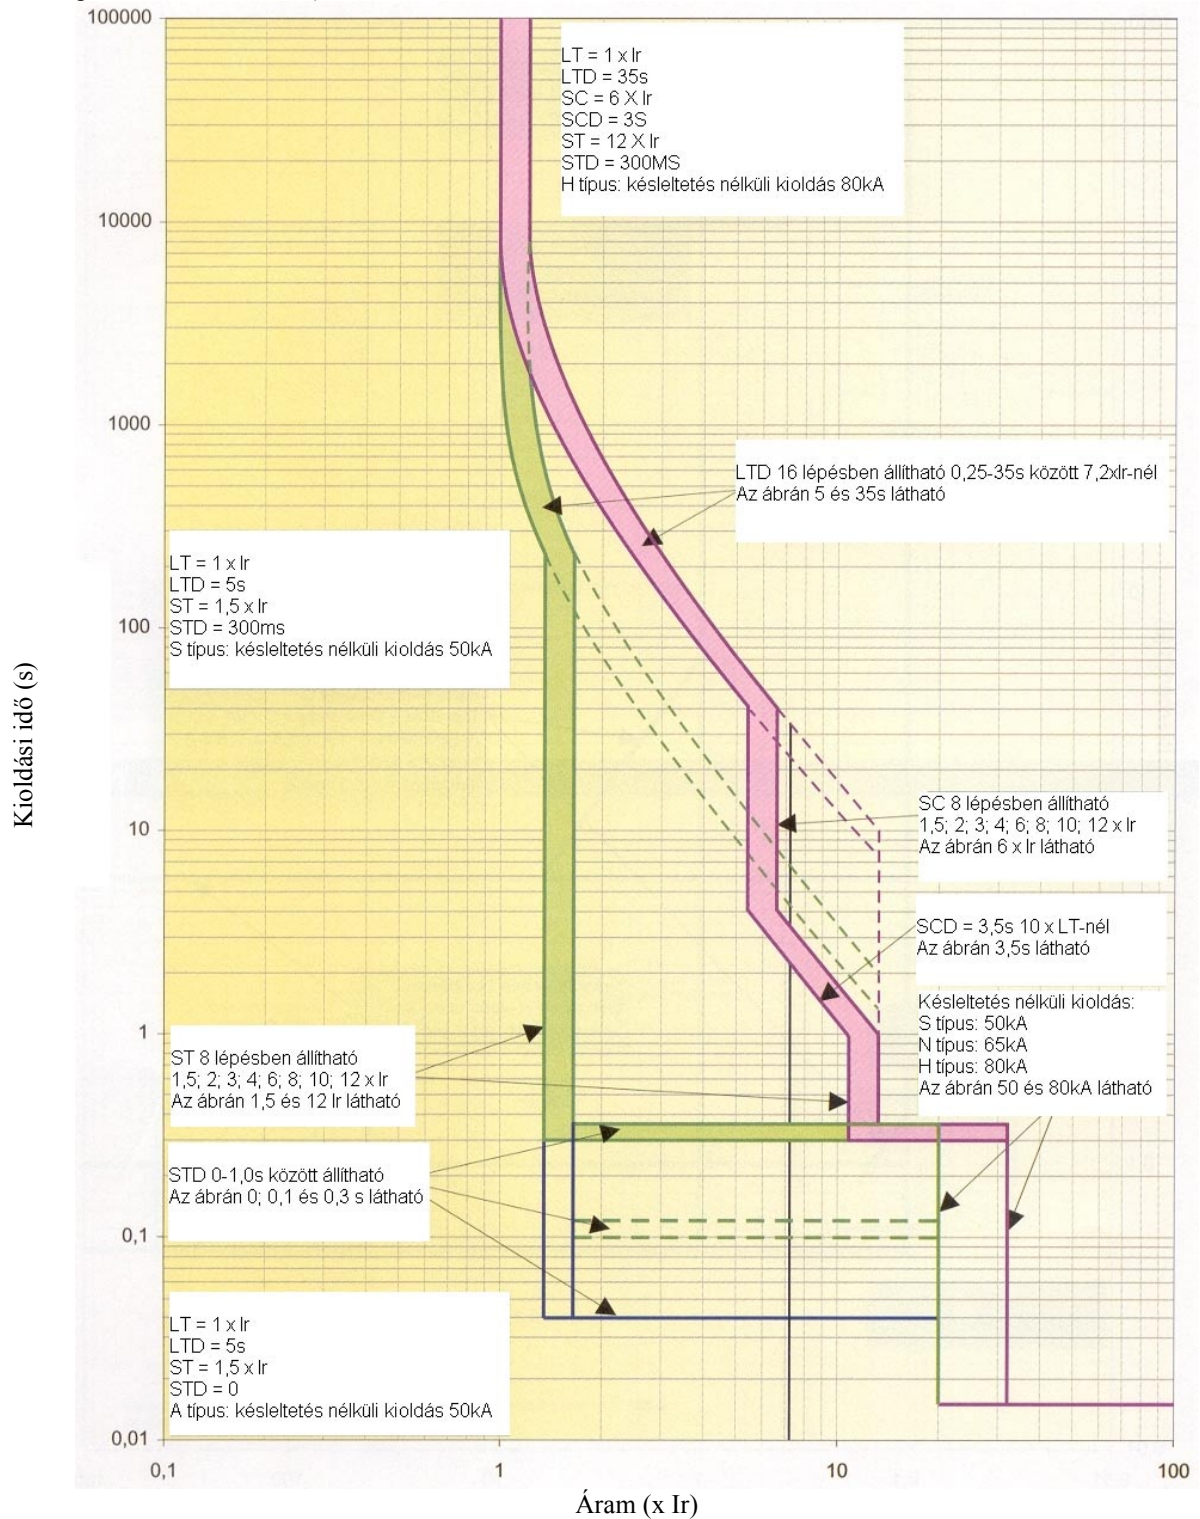 100000
LT = 1 x Ir
LTD = 35s
SC = 6 X Ir
SCD = 3S
ST = 12 X Ir
STD = 300MS
H típus: késleltetés nélküli kioldás 80kA
10000
1000
LTD 16 lépésben állítható 0,25-35s között 7,2xIr-nél
Az ábrán 5 és 35s látható
LT = 1 x Ir
LTD = 5s
ST = 1,5 x Ir
STD = 300ms
S típus: késleltetés nélküli kioldás 50kA
100
Kioldási idő (s)
SC 8 lépésben állítható
1,5; 2; 3; 4; 6; 8; 10; 12 x Ir
Az ábrán 6 x Ir látható
10
SCD = 3,5s 10 x LT-nél
Az ábrán 3,5s látható
Késleltetés nélküli kioldás:
S típus: 50kA
N típus: 65kA
H típus: 80kA
Az ábrán 50 és 80kA látható
1
ST 8 lépésben állítható
1,5; 2; 3; 4; 6; 8; 10; 12 x Ir
Az ábrán 1,5 és 12 Ir látható
STD 0-1,0s között állítható
Az ábrán 0; 0,1 és 0,3 s látható
0,1
LT = 1 x Ir
LTD = 5s
ST = 1,5 x Ir
STD = 0
A típus: késleltetés nélküli kioldás 50kA
0,01
0,1 1 10 100
Áram (x Ir)